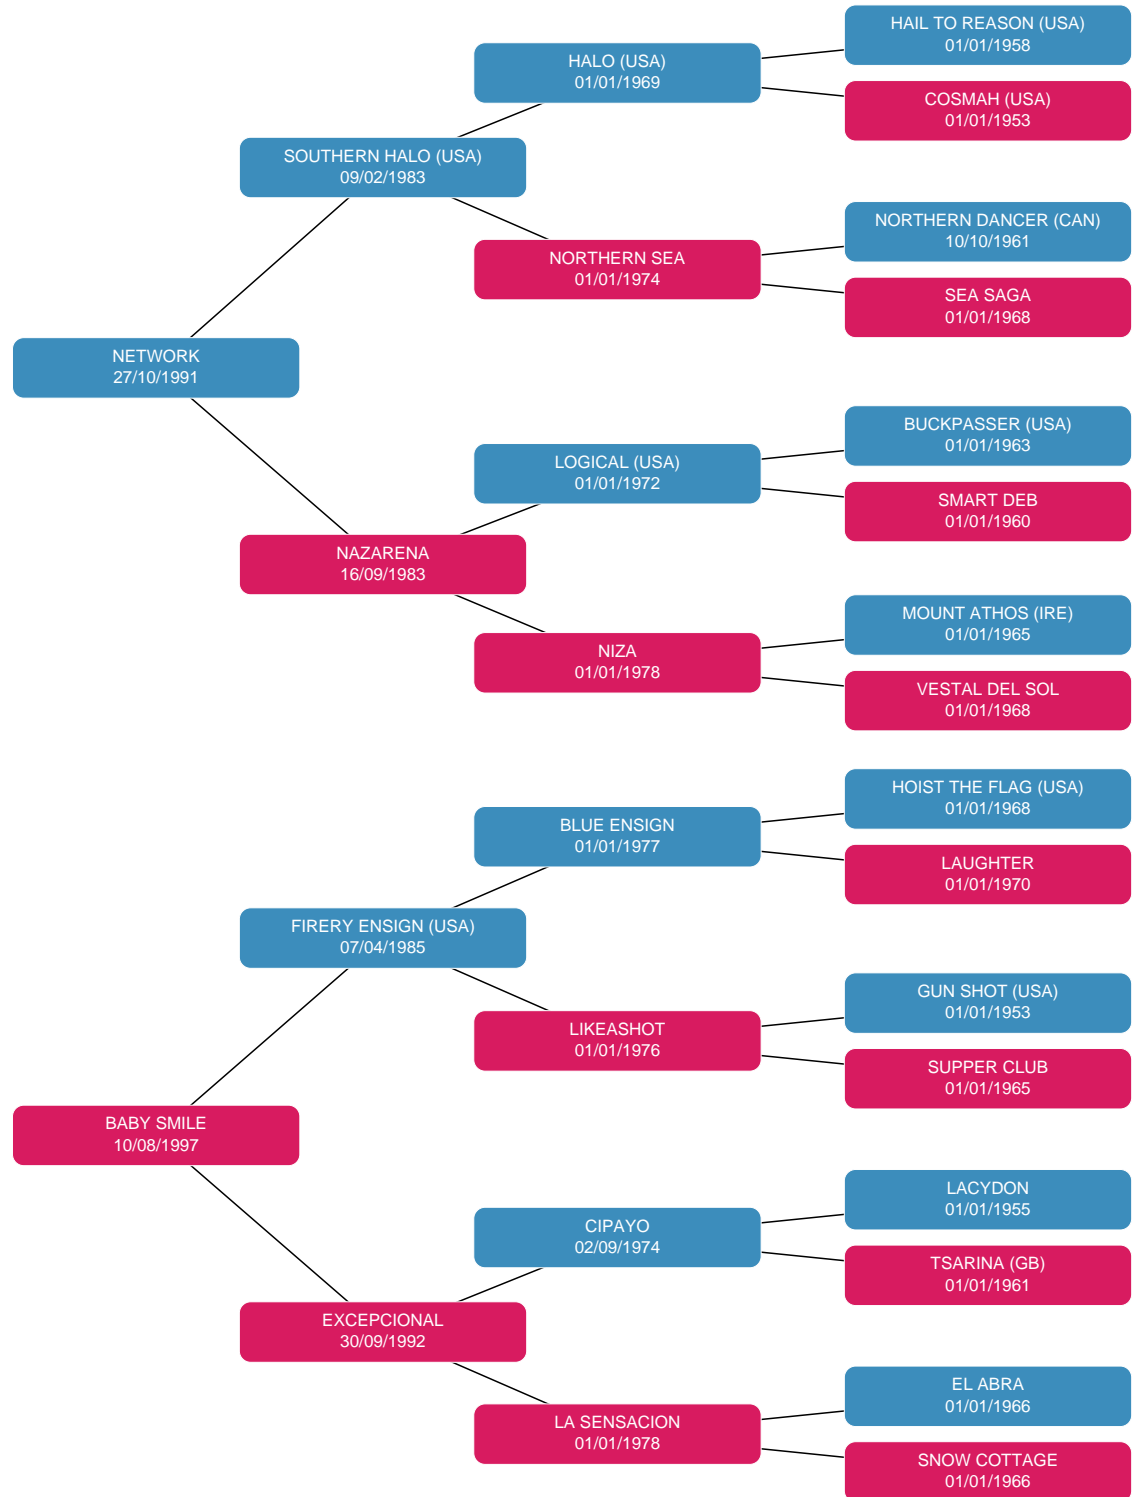 HAIL TO REASON (USA)
01/01/1958
HALO (USA)
01/01/1969
COSMAH (USA)
01/01/1953
SOUTHERN HALO (USA)
09/02/1983
NORTHERN DANCER (CAN)
10/10/1961
NORTHERN SEA
01/01/1974
SEA SAGA
01/01/1968
NETWORK
27/10/1991
BUCKPASSER (USA)
01/01/1963
LOGICAL (USA)
01/01/1972
SMART DEB
01/01/1960
NAZARENA
16/09/1983
MOUNT ATHOS (IRE)
01/01/1965
NIZA
01/01/1978
VESTAL DEL SOL
01/01/1968
HOIST THE FLAG (USA)
01/01/1968
BLUE ENSIGN
01/01/1977
LAUGHTER
01/01/1970
FIRERY ENSIGN (USA)
07/04/1985
GUN SHOT (USA)
01/01/1953
LIKEASHOT
01/01/1976
SUPPER CLUB
01/01/1965
BABY SMILE
10/08/1997
LACYDON
01/01/1955
CIPAYO
02/09/1974
TSARINA (GB)
01/01/1961
EXCEPCIONAL
30/09/1992
EL ABRA
01/01/1966
LA SENSACION
01/01/1978
SNOW COTTAGE
01/01/1966